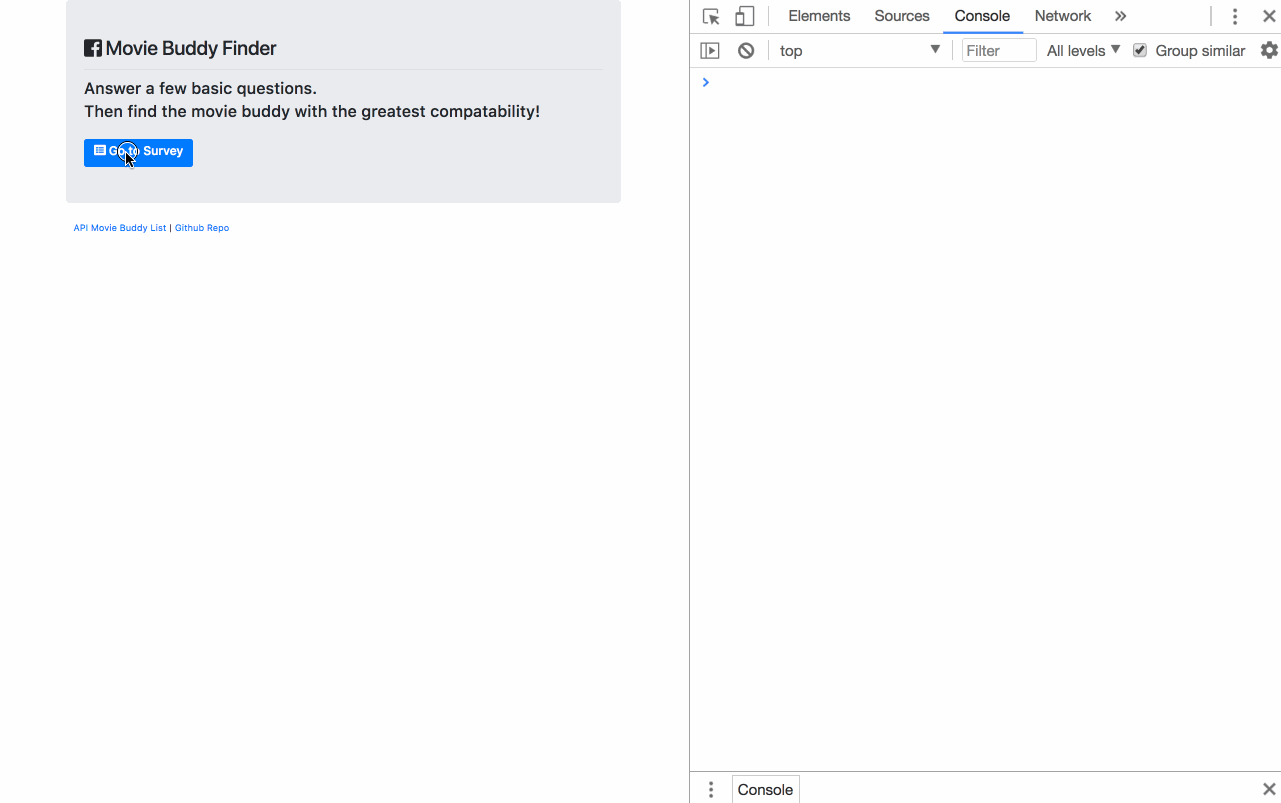 Movie Buddy Finder
Answer a few basic questions.
Then find the movie buddy with the greatest compatability!
Go to Survey
API Movie Buddy List | Github Repo
Elements Sources Console Network »
top Filter All levels Group similar
Console